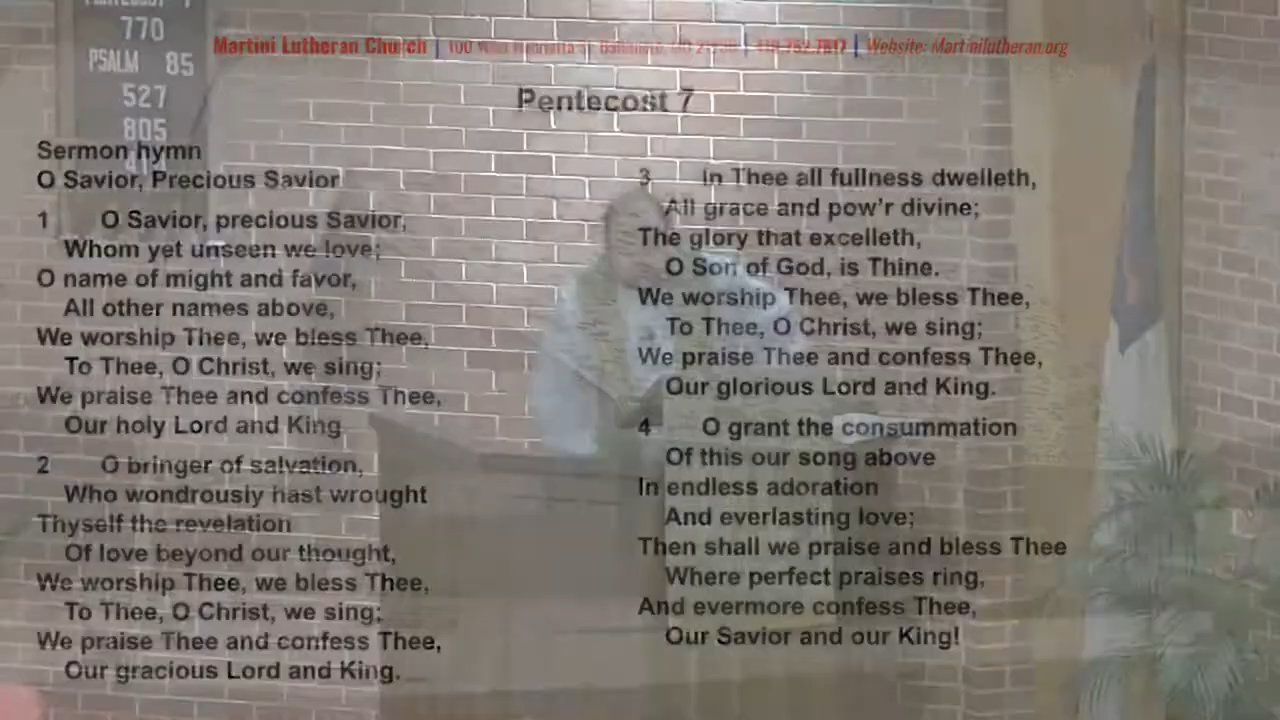 770
PSALM 85
527
805
Martini Lutheran Church | 100 | Website: Martinilutheran.org
Pentecost 7
Sermon hymn
O Savior, Precious Savior
1 O Savior, precious Savior,
Whom yet unseen we love;
O name of might and favor,
All other names above,
We worship Thee, we bless Thee,
To Thee, O Christ, we sing;
We praise Thee and confess Thee,
Our holy Lord and King
2 O bringer of salvation,
Who wondrously hast wrought
Thyself the revelation
Of love beyond our thought,
We worship Thee, we bless Thee,
To Thee, O Christ, we sing;
We praise Thee and confess Thee,
Our gracious Lord and King.
3 In Thee all fullness dwelleth,
All grace and pow'r divine;
The glory that excelleth,
O Son of God, is Thine.
We worship Thee, we bless Thee,
To Thee, O Christ, we sing;
We praise Thee and confess Thee,
Our glorious Lord and King.
4 O grant the consummation
Of this our song above
In endless adoration
And everlasting love;
Then shall we praise and bless Thee
Where perfect praises ring,
And evermore confess Thee,
Our Savior and our King!